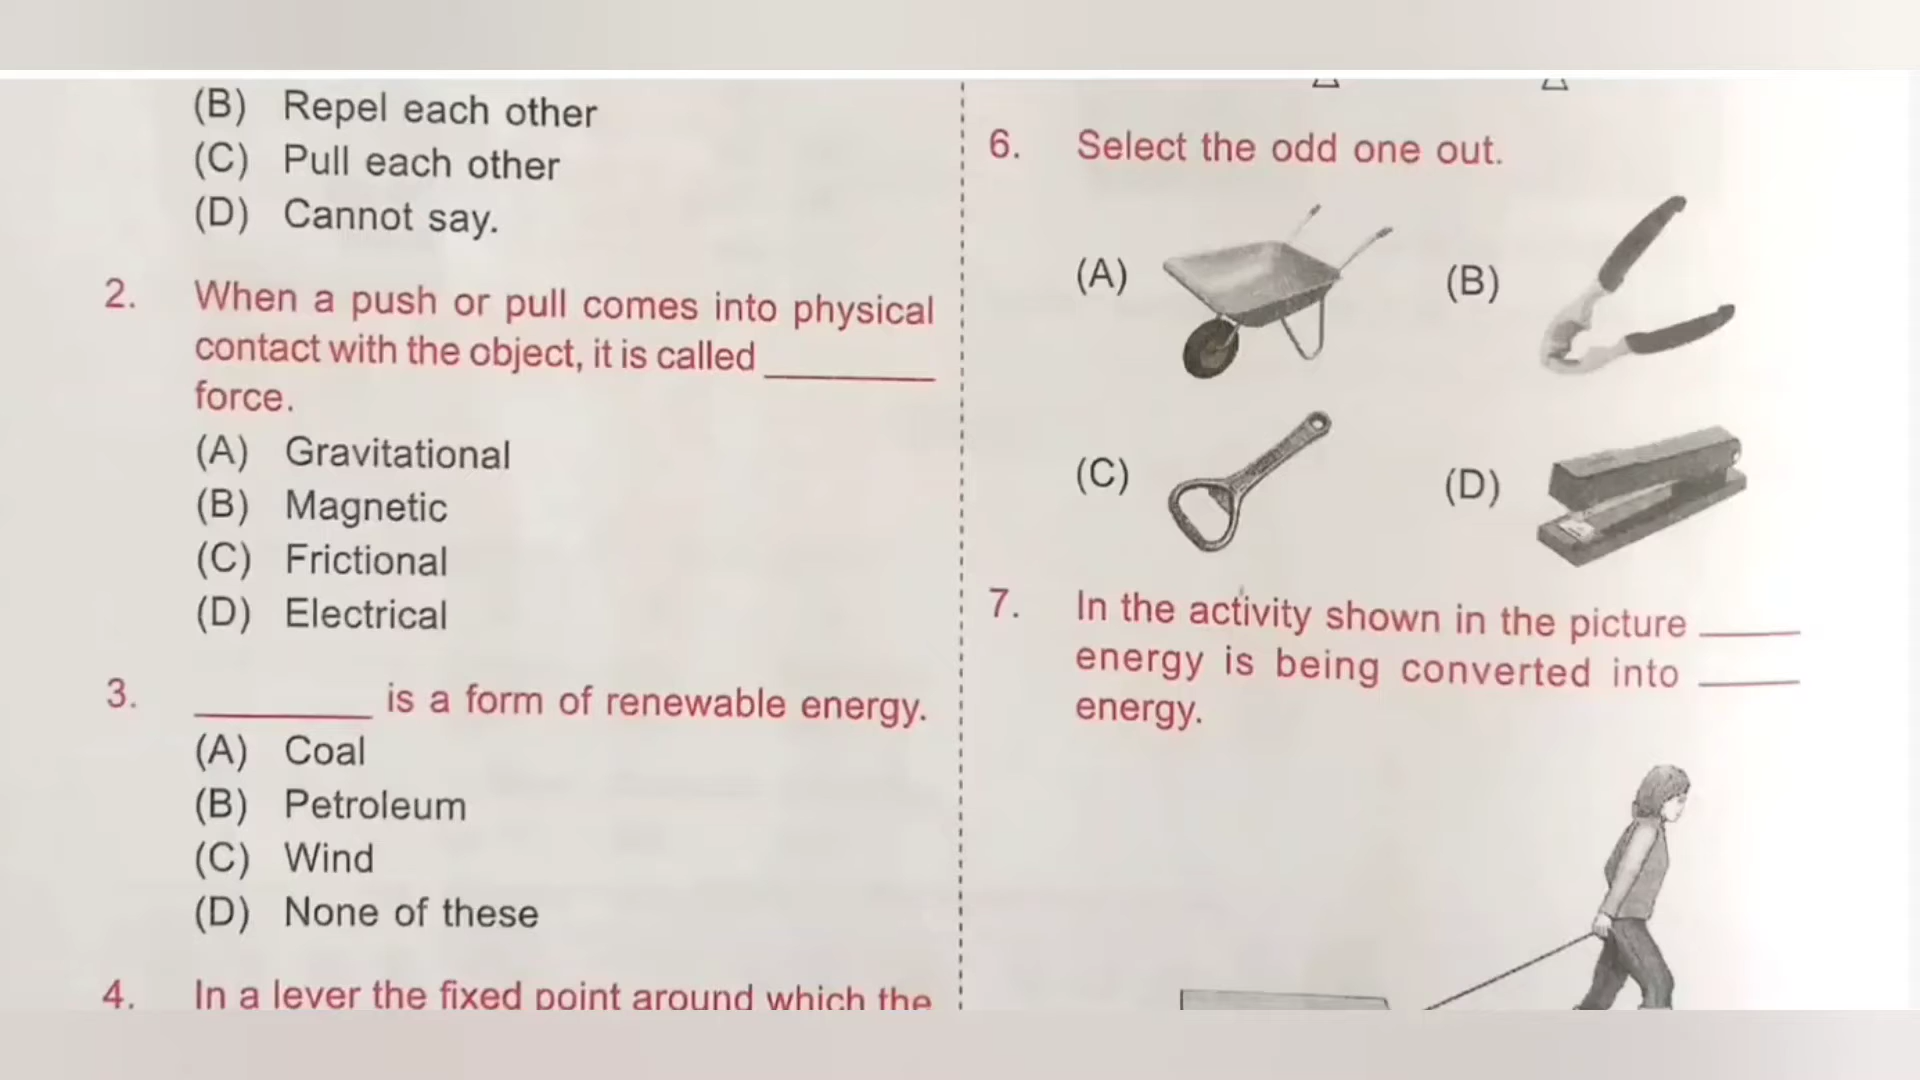 (B) Repel each other
(C) Pull each other
(D) Cannot say.
2. When a push or pull comes into physical
contact with the object, it is called ________
force.
(A) Gravitational
(B) Magnetic
(C) Frictional
(D) Electrical
3. ________ is a form of renewable energy.
(A) Coal
(B) Petroleum
(C) Wind
(D) None of these
4. In a lever the fixed point around which the
6. Select the odd one out.
(A)
(B)
(C)
(D)
7. In the activity shown in the picture _____
energy is being converted into _____
energy.